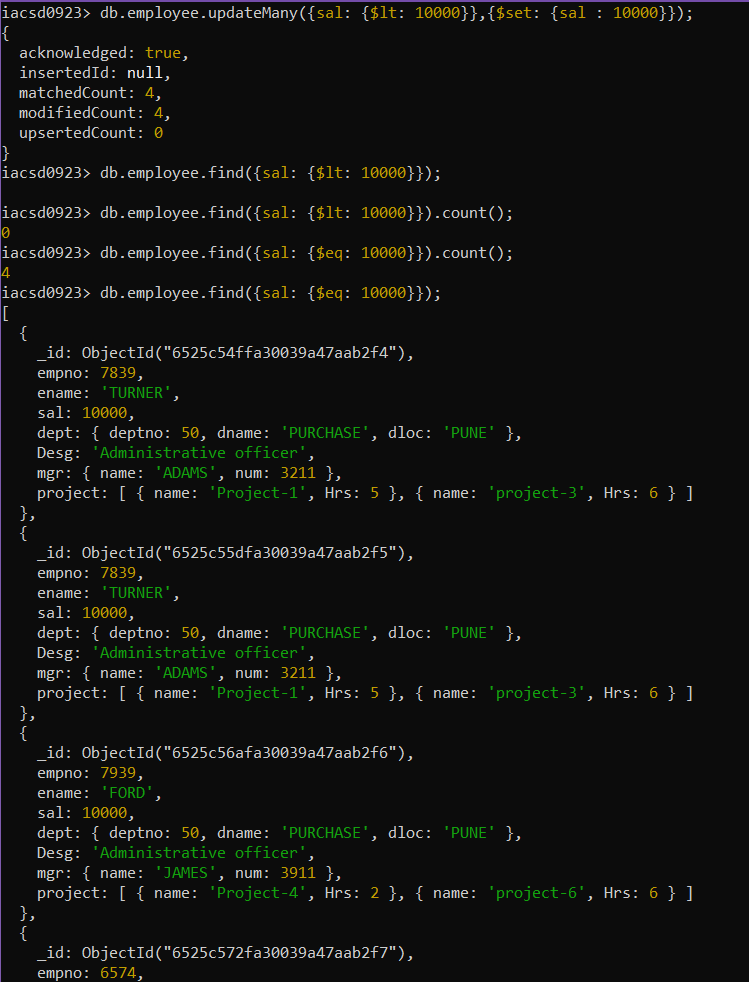 iacsd0923> db.employee.updateMany({sal: {$lt: 10000}},{$set: {sal : 10000}});
{
  acknowledged: true,
  insertedId: null,
  matchedCount: 4,
  modifiedCount: 4,
  upsertedCount: 0
}
iacsd0923> db.employee.find({sal: {$lt: 10000}});

iacsd0923> db.employee.find({sal: {$lt: 10000}}).count();
0
iacsd0923> db.employee.find({sal: {$eq: 10000}}).count();
4
iacsd0923> db.employee.find({sal: {$eq: 10000}});
[
  {
    _id: ObjectId("6525c54ffa30039a47aab2f4"),
    empno: 7839,
    ename: 'TURNER',
    sal: 10000,
    dept: { deptno: 50, dname: 'PURCHASE', dloc: 'PUNE' },
    Desg: 'Administrative officer',
    mgr: { name: 'ADAMS', num: 3211 },
    project: [ { name: 'Project-1', Hrs: 5 }, { name: 'project-3', Hrs: 6 } ]
  },
  {
    _id: ObjectId("6525c55dfa30039a47aab2f5"),
    empno: 7839,
    ename: 'TURNER',
    sal: 10000,
    dept: { deptno: 50, dname: 'PURCHASE', dloc: 'PUNE' },
    Desg: 'Administrative officer',
    mgr: { name: 'ADAMS', num: 3211 },
    project: [ { name: 'Project-1', Hrs: 5 }, { name: 'project-3', Hrs: 6 } ]
  },
  {
    _id: ObjectId("6525c56afa30039a47aab2f6"),
    empno: 7939,
    ename: 'FORD',
    sal: 10000,
    dept: { deptno: 50, dname: 'PURCHASE', dloc: 'PUNE' },
    Desg: 'Administrative officer',
    mgr: { name: 'JAMES', num: 3911 },
    project: [ { name: 'Project-4', Hrs: 2 }, { name: 'project-6', Hrs: 6 } ]
  },
  {
    _id: ObjectId("6525c572fa30039a47aab2f7"),
    empno: 6574,